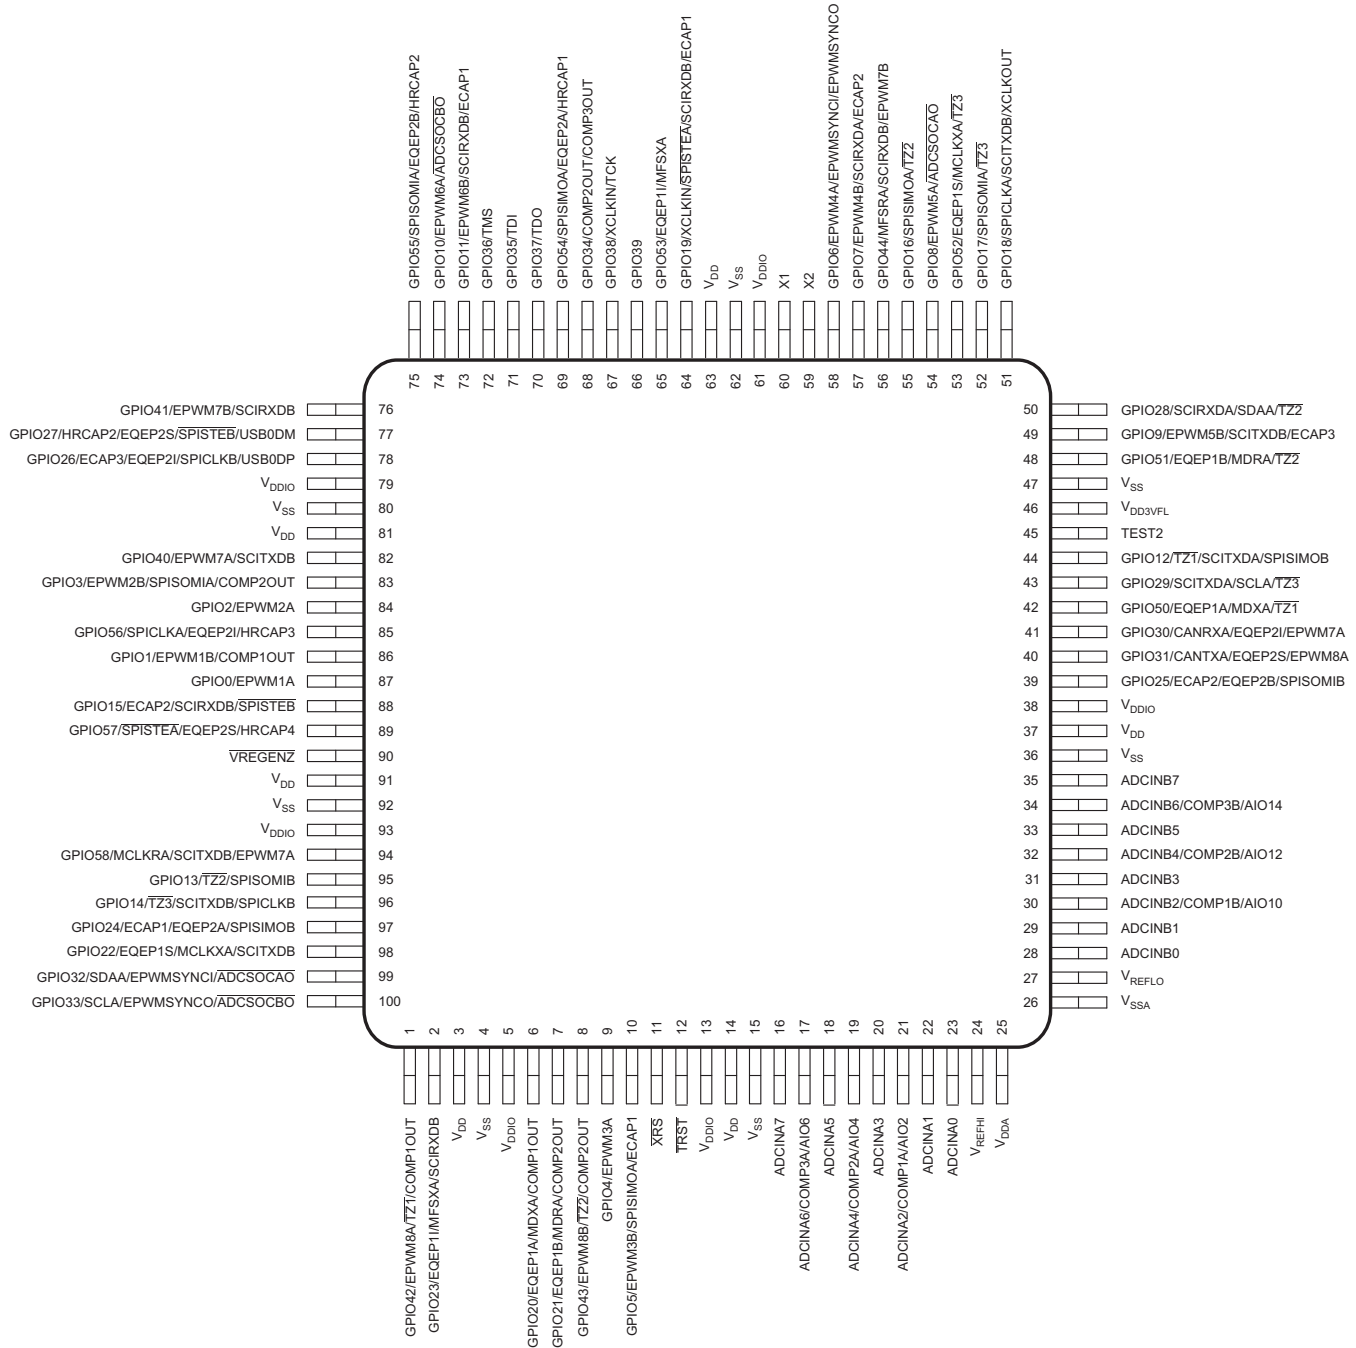 GPIO55/SPISOMIA/EQEP2B/HRCAP2
GPIO10/EPWM6A/ADCSOCBO
GPIO11/EPWM6B/SCIRXDB/ECAP1
GPIO36/TMS
GPIO35/TDI
GPIO37/TDO
GPIO54/SPISIMOA/EQEP2A/HRCAP1
GPIO34/COMP2OUT/COMP3OUT
GPIO38/XCLKIN/TCK
GPIO39
GPIO53/EQEP1I/MFSXA
GPIO19/XCLKIN/SPISTEA/SCIRXDB/ECAP1
VDD
VSS
VDDIO
X1
X2
GPIO6/EPWM4A/EPWMSYNCI/EPWMSYNCO
GPIO7/EPWM4B/SCIRXDA/ECAP2
GPIO44/MFSRA/SCIRXDB/EPWM7B
GPIO16/SPISIMOA/TZ2
GPIO8/EPWM5A/ADCSOCAO
GPIO52/EQEP1S/MCLKXA/TZ3
GPIO17/SPISOMIA/TZ3
GPIO18/SPICLKA/SCITXDB/XCLKOUT
75
74
73
72
71
70
69
68
67
66
65
64
63
62
61
60
59
58
57
56
55
54
53
52
51
GPIO41/EPWM7B/SCIRXDB 76
GPIO27/HRCAP2/EQEP2S/SPISTEB/USB0DM 77
GPIO26/ECAP3/EQEP2I/SPICLKB/USB0DP 78
VDDIO 79
VSS 80
VDD 81
GPIO40/EPWM7A/SCITXDB 82
GPIO3/EPWM2B/SPISOMIA/COMP2OUT 83
GPIO2/EPWM2A 84
GPIO56/SPICLKA/EQEP2I/HRCAP3 85
GPIO1/EPWM1B/COMP1OUT 86
GPIO0/EPWM1A 87
GPIO15/ECAP2/SCIRXDB/SPISTEB 88
GPIO57/SPISTEA/EQEP2S/HRCAP4 89
VREGENZ 90
VDD 91
VSS 92
VDDIO 93
GPIO58/MCLKRA/SCITXDB/EPWM7A 94
GPIO13/TZ2/SPISOMIB 95
GPIO14/TZ3/SCITXDB/SPICLKB 96
GPIO24/ECAP1/EQEP2A/SPISIMOB 97
GPIO22/EQEP1S/MCLKXA/SCITXDB 98
GPIO32/SDAA/EPWMSYNCI/ADCSOCAO 99
GPIO33/SCLA/EPWMSYNCO/ADCSOCBO 100
50 GPIO28/SCIRXDA/SDAA/TZ2
49 GPIO9/EPWM5B/SCITXDB/ECAP3
48 GPIO51/EQEP1B/MDRA/TZ2
47 VSS
46 VDD3VFL
45 TEST2
44 GPIO12/TZ1/SCITXDA/SPISIMOB
43 GPIO29/SCITXDA/SCLA/TZ3
42 GPIO50/EQEP1A/MDXA/TZ1
41 GPIO30/CANRXA/EQEP2I/EPWM7A
40 GPIO31/CANTXA/EQEP2S/EPWM8A
39 GPIO25/ECAP2/EQEP2B/SPISOMIB
38 VDDIO
37 VDD
36 VSS
35 ADCINB7
34 ADCINB6/COMP3B/AIO14
33 ADCINB5
32 ADCINB4/COMP2B/AIO12
31 ADCINB3
30 ADCINB2/COMP1B/AIO10
29 ADCINB1
28 ADCINB0
27 VREFLO
26 VSSA
1
2
3
4
5
6
7
8
9
10
11
12
13
14
15
16
17
18
19
20
21
22
23
24
25
GPIO42/EPWM8A/TZ1/COMP1OUT
GPIO23/EQEP1I/MFSXA/SCIRXDB
VDD
VSS
VDDIO
GPIO20/EQEP1A/MDXA/COMP1OUT
GPIO21/EQEP1B/MDRA/COMP2OUT
GPIO43/EPWM8B/TZ2/COMP2OUT
GPIO4/EPWM3A
GPIO5/EPWM3B/SPISIMOA/ECAP1
XRS
TRST
VDDIO
VDD
VSS
ADCINA7
ADCINA6/COMP3A/AIO6
ADCINA5
ADCINA4/COMP2A/AIO4
ADCINA3
ADCINA2/COMP1A/AIO2
ADCINA1
ADCINA0
VREFHI
VDDA